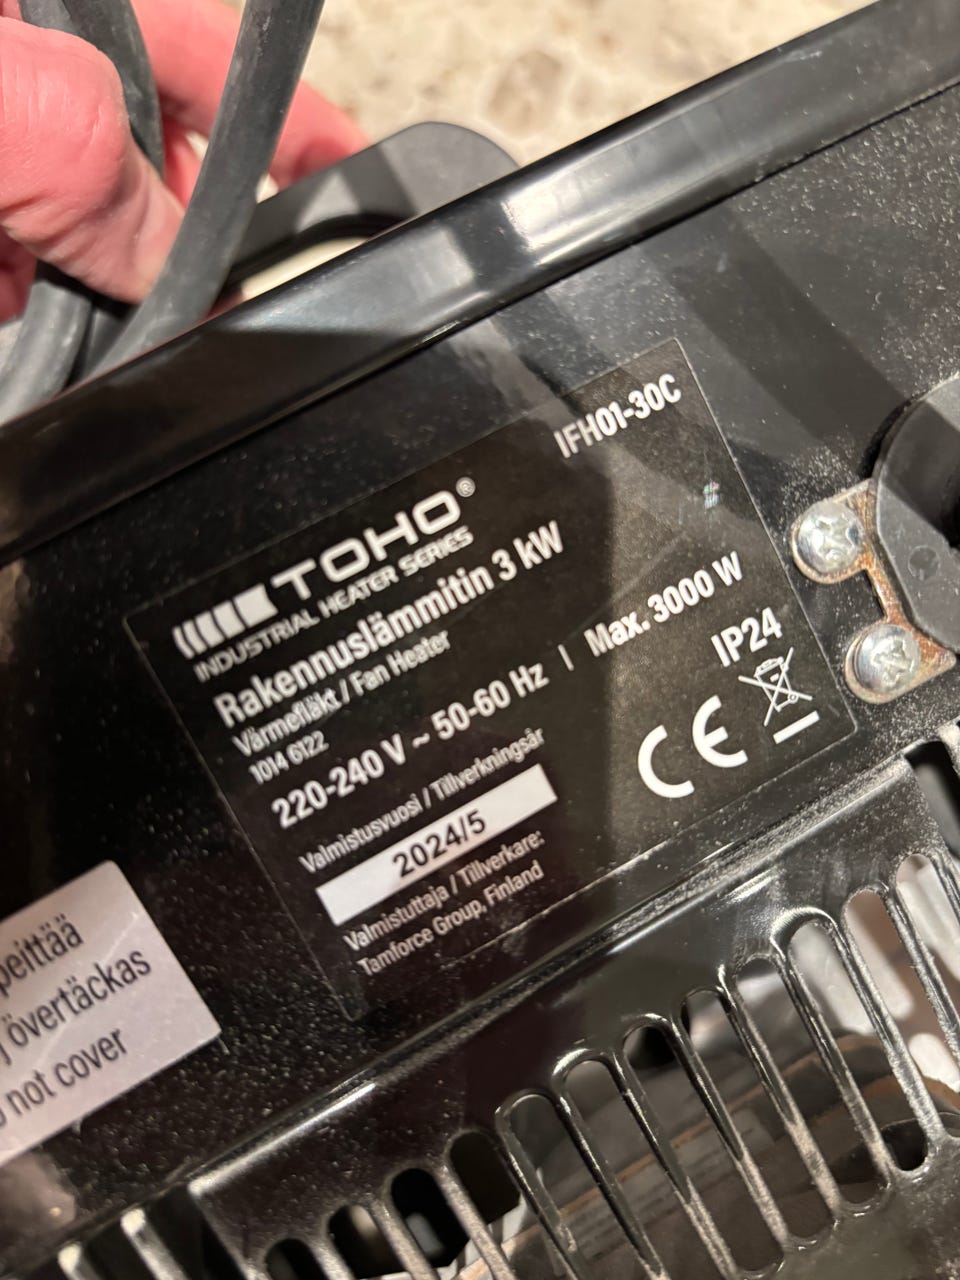 IFH01-30C
TOHO®
INDUSTRIAL HEATER SERIES
Rakennuslämmitin 3 kW
Värmefläkt / Fan Heater
1014 6122
220-240 V ~ 50-60 Hz | Max. 3000 W
IP24
Valmistusvuosi / Tillverkningsår
2024/5
CE
Valmistuttaja / Tillverkare:
Tamforce Group, Finland
peittää
j övertäckas
not cover